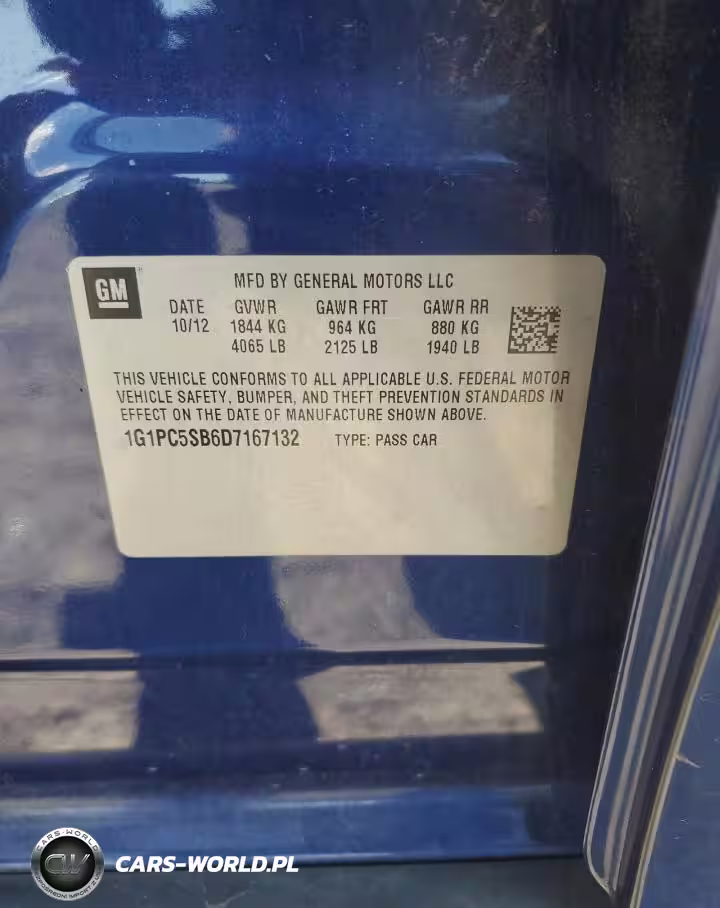 GM
MFD BY GENERAL MOTORS LLC
DATE GVWR GAWR FRT GAWR RR
10/12 1844 KG 964 KG 880 KG
4065 LB 2125 LB 1940 LB
THIS VEHICLE CONFORMS TO ALL APPLICABLE U.S. FEDERAL MOTOR
VEHICLE SAFETY, BUMPER, AND THEFT PREVENTION STANDARDS IN
EFFECT ON THE DATE OF MANUFACTURE SHOWN ABOVE.
1G1PC5SB6D7167132 TYPE: PASS CAR
CARS-WORLD
CW
CARS-WORLD.PL